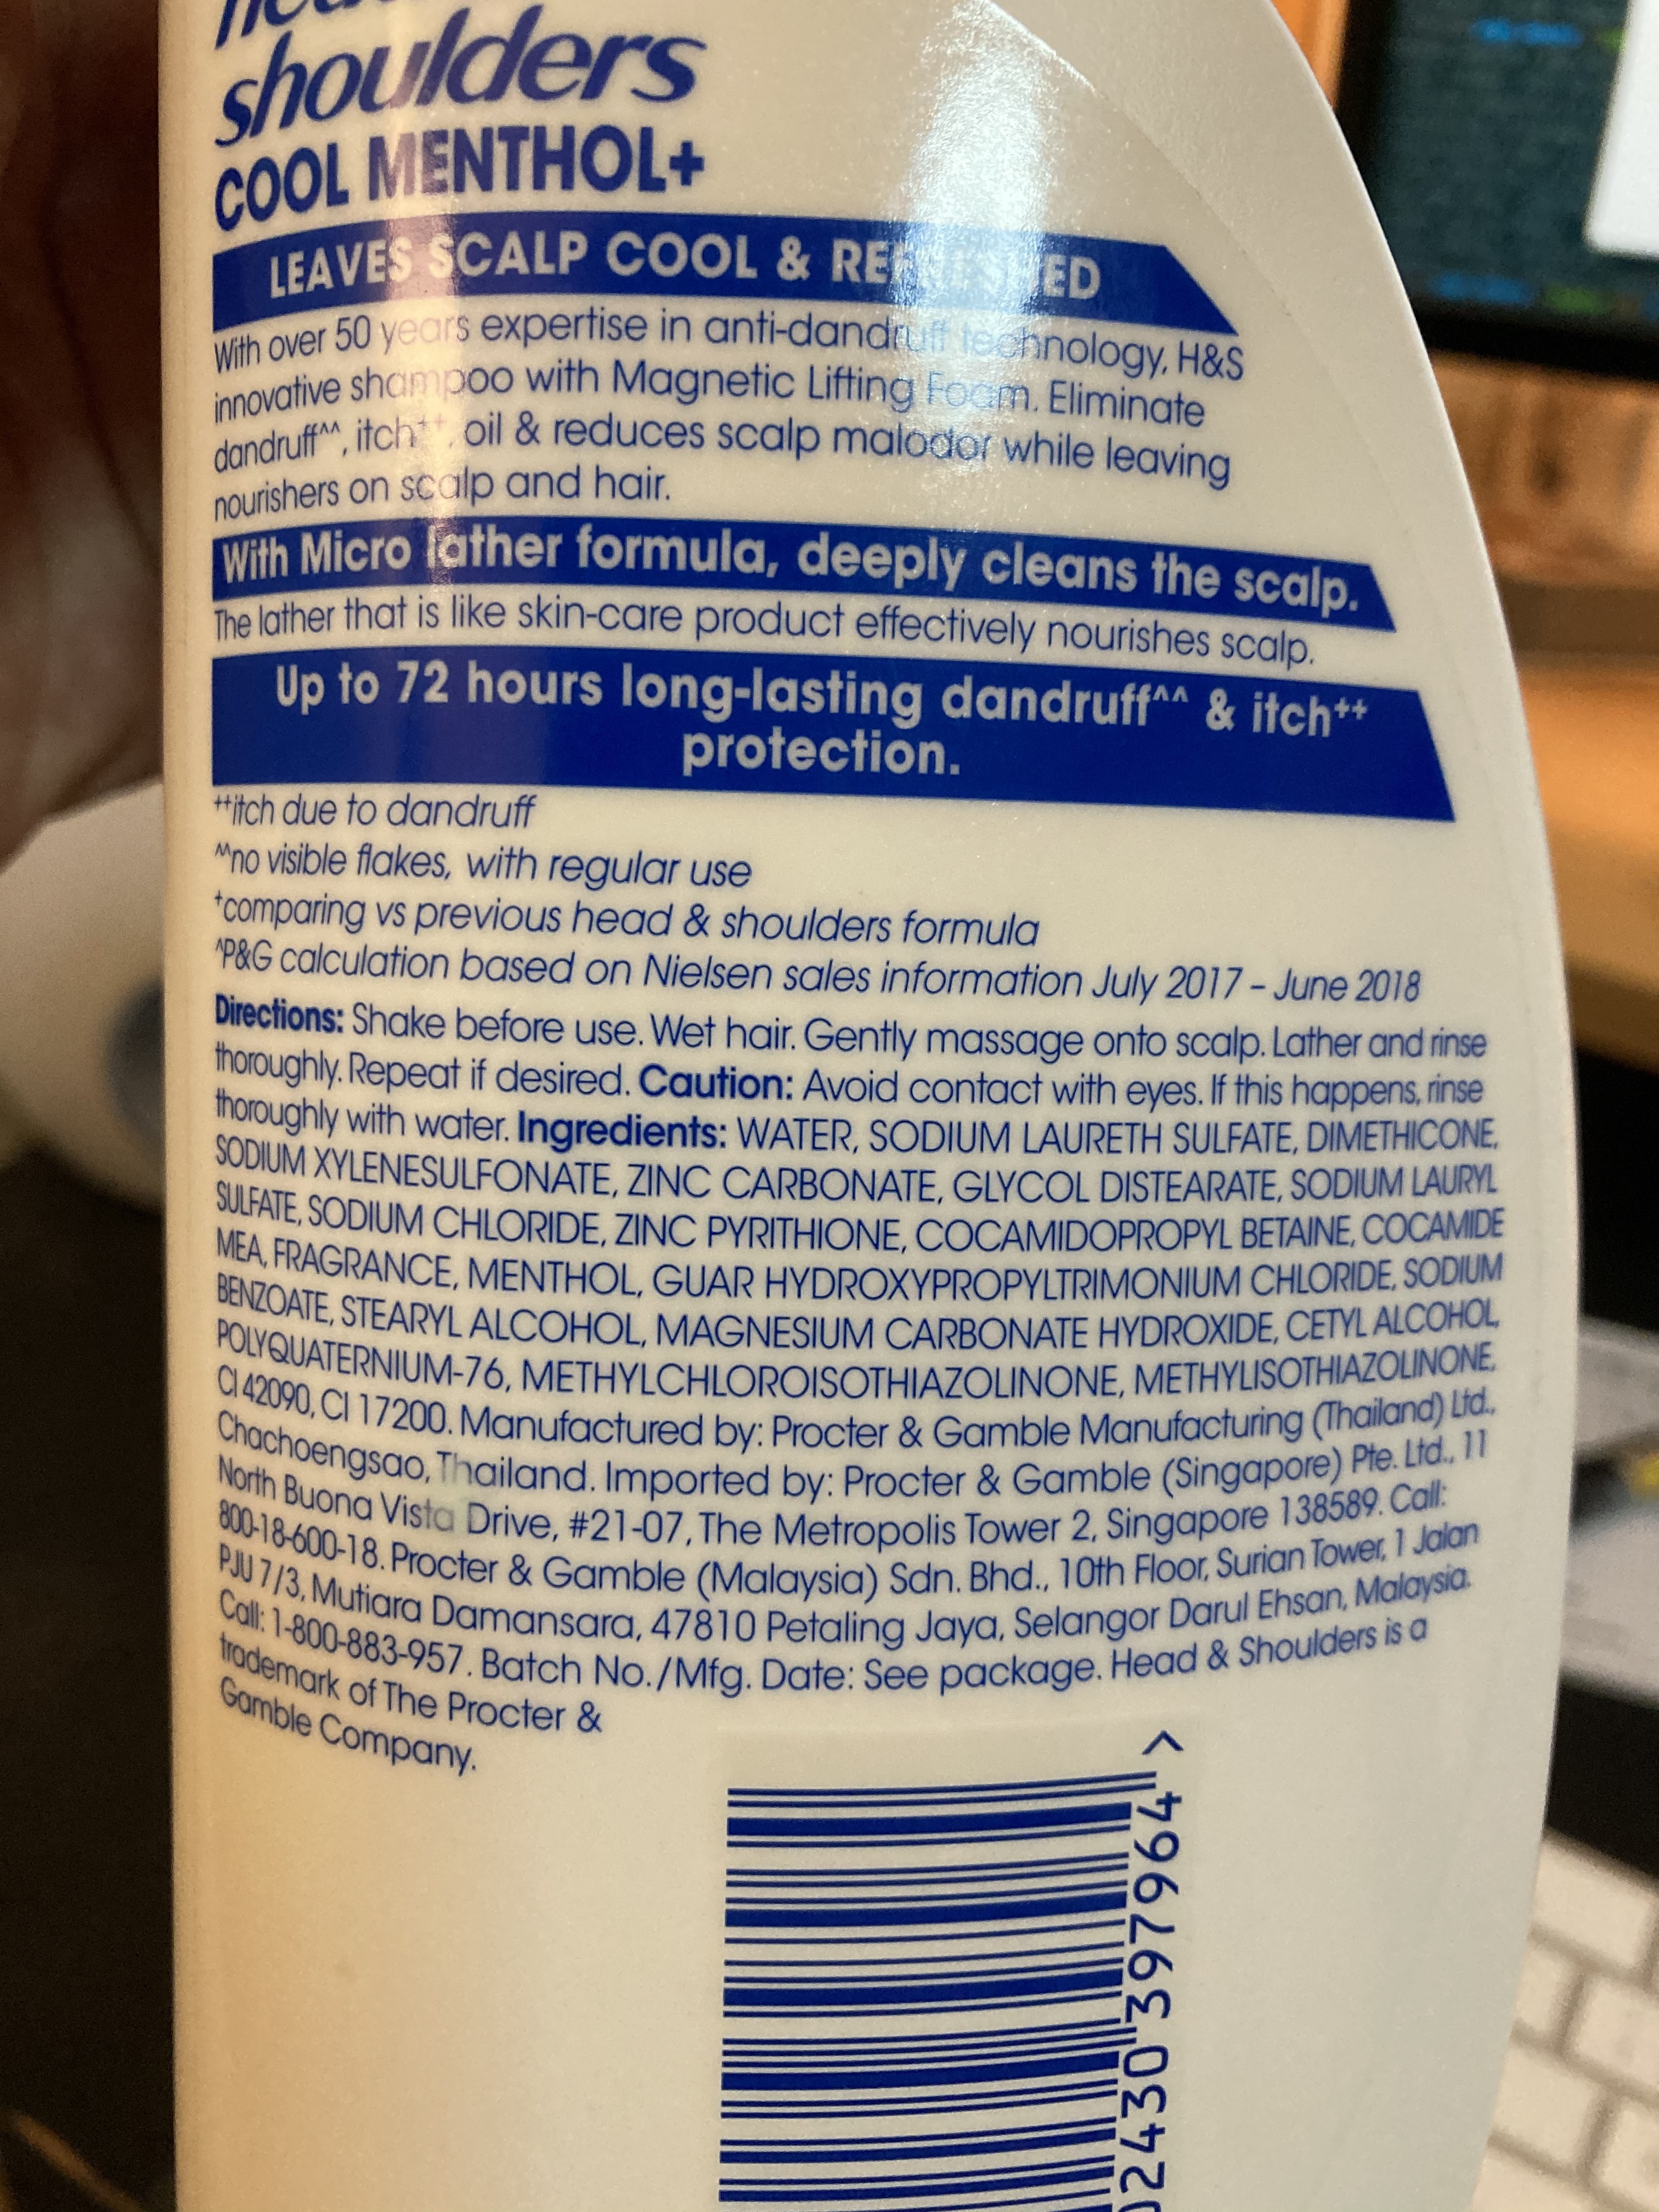 shoulders
COOL MENTHOL+
LEAVES SCALP COOL & REFRESHED
With over 50 years expertise in anti-dandruff technology, H&S
innovative shampoo with Magnetic Lifting Foam. Eliminate
dandruff^^, itch++, oil & reduces scalp malodor while leaving
nourishers on scalp and hair.
With Micro lather formula, deeply cleans the scalp.
The lather that is like skin-care product effectively nourishes scalp.
Up to 72 hours long-lasting dandruff^^ & itch++
protection.
++itch due to dandruff
^^no visible flakes, with regular use
+comparing vs previous head & shoulders formula
^P&G calculation based on Nielsen sales information July 2017 – June 2018
Directions: Shake before use. Wet hair. Gently massage onto scalp. Lather and rinse
thoroughly. Repeat if desired. Caution: Avoid contact with eyes. If this happens, rinse
thoroughly with water. Ingredients: WATER, SODIUM LAURETH SULFATE, DIMETHICONE,
SODIUM XYLENESULFONATE, ZINC CARBONATE, GLYCOL DISTEARATE, SODIUM LAURYL
SULFATE, SODIUM CHLORIDE, ZINC PYRITHIONE, COCAMIDOPROPYL BETAINE, COCAMIDE
MEA, FRAGRANCE, MENTHOL, GUAR HYDROXYPROPYLTRIMONIUM CHLORIDE, SODIUM
BENZOATE, STEARYL ALCOHOL, MAGNESIUM CARBONATE HYDROXIDE, CETYL ALCOHOL,
POLYQUATERNIUM-76, METHYLCHLOROISOTHIAZOLINONE, METHYLISOTHIAZOLINONE,
CI 42090, CI 17200. Manufactured by: Procter & Gamble Manufacturing (Thailand) Ltd.,
Chachoengsao, Thailand. Imported by: Procter & Gamble (Singapore) Pte. Ltd., 11
North Buona Vista Drive, #21-07, The Metropolis Tower 2, Singapore 138589. Call:
800-18-600-18. Procter & Gamble (Malaysia) Sdn. Bhd., 10th Floor, Surian Tower, 1 Jalan
PJU 7/3, Mutiara Damansara, 47810 Petaling Jaya, Selangor Darul Ehsan, Malaysia.
Call: 1-800-883-957. Batch No./Mfg. Date: See package. Head & Shoulders is a
trademark of The Procter &
Gamble Company.
2430 397964 >